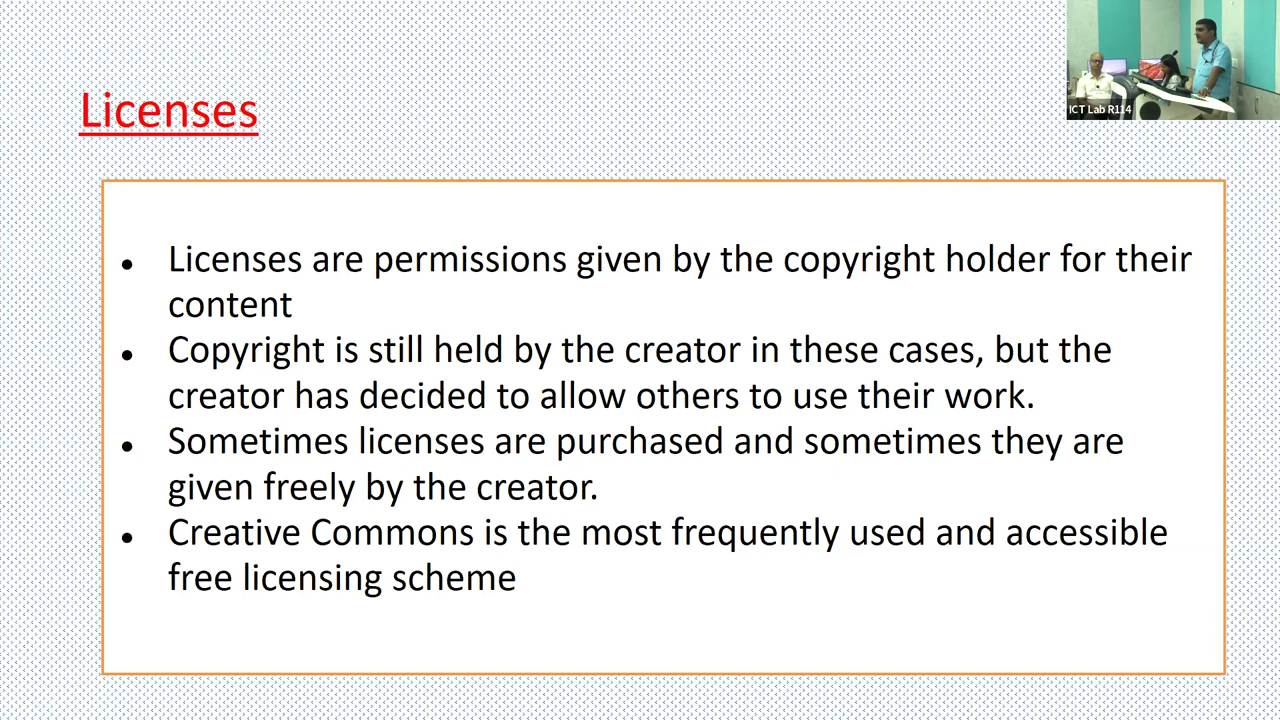 ICT Lab R114
Licenses
Licenses are permissions given by the copyright holder for their
content
Copyright is still held by the creator in these cases, but the
creator has decided to allow others to use their work.
Sometimes licenses are purchased and sometimes they are
given freely by the creator.
Creative Commons is the most frequently used and accessible
free licensing scheme